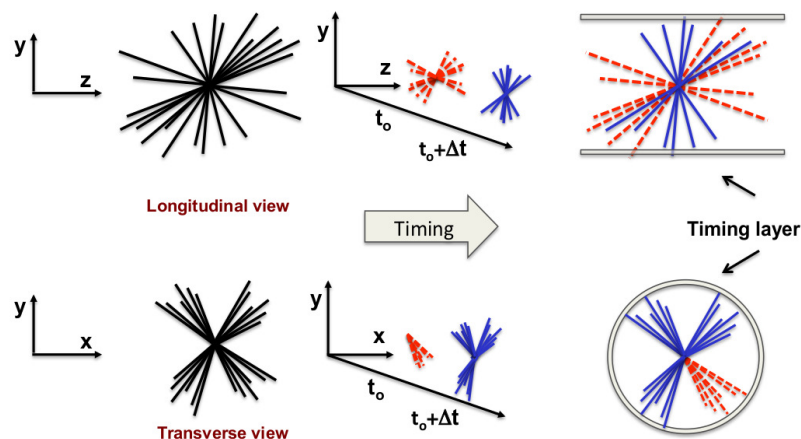 y
z
y
z
t₀
t₀+Δt
Longitudinal view
Timing
Timing layer
y
x
y
x
t₀
t₀+Δt
Transverse view